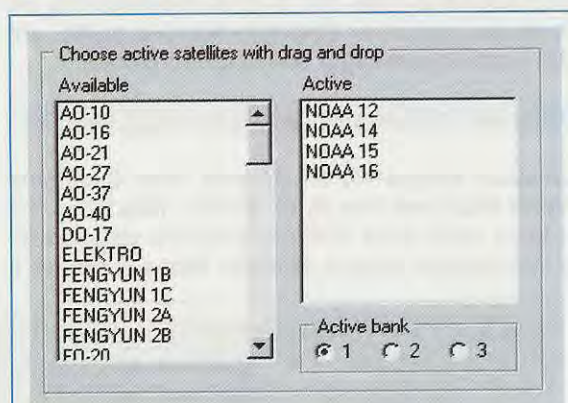 Choose active satellites with drag and drop
Available
AO-10
AO-16
AO-21
AO-27
AO-37
AO-40
DO-17
ELEKTRO
FENGYUN 1B
FENGYUN 1C
FENGYUN 2A
FENGYUN 2B
FO-20
Active
NOAA 12
NOAA 14
NOAA 15
NOAA 16
Active bank
1 2 3